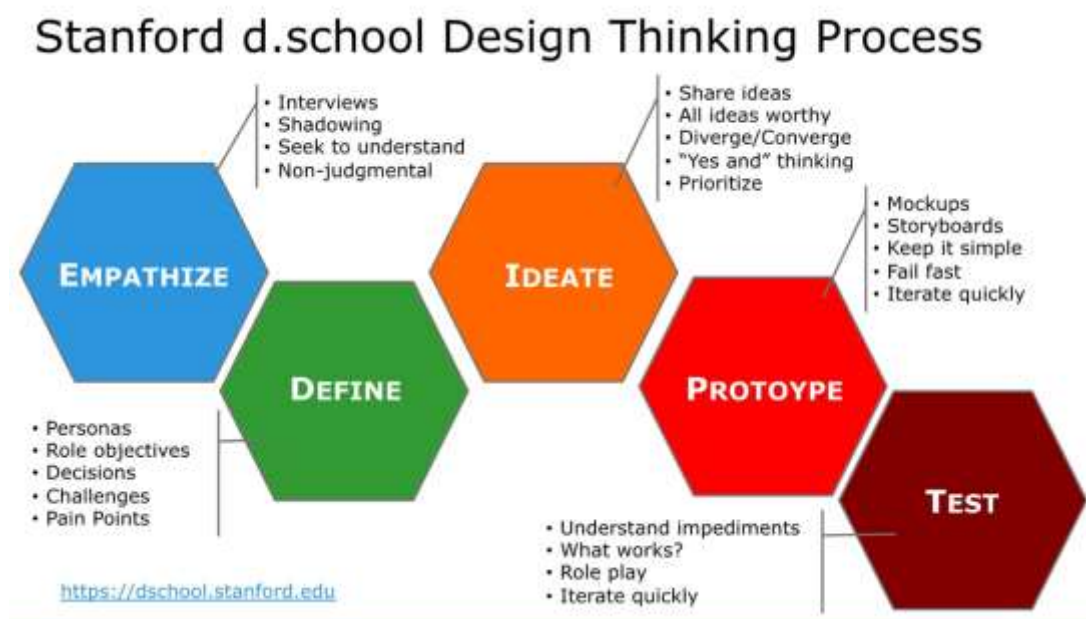 Stanford d.school Design Thinking Process
• Interviews
• Shadowing
• Seek to understand
• Non-judgmental
• Share ideas
• All ideas worthy
• Diverge/Converge
• “Yes and” thinking
• Prioritize
• Mockups
• Storyboards
• Keep it simple
• Fail fast
• Iterate quickly
EMPATHIZE
IDEATE
DEFINE
PROTOYPE
• Personas
• Role objectives
• Decisions
• Challenges
• Pain Points
TEST
• Understand impediments
• What works?
• Role play
• Iterate quickly
https://dschool.stanford.edu